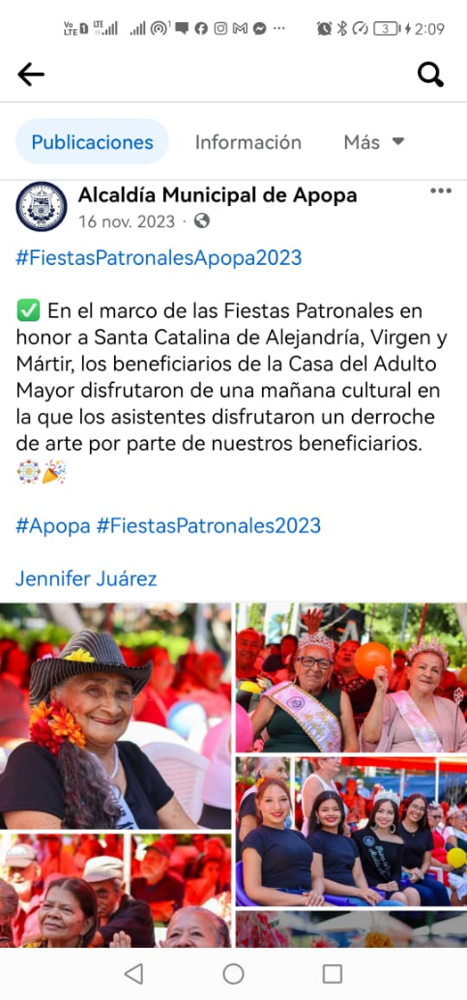 Vo LTE LTE 3 2:09
Publicaciones Información Más
Alcaldía Municipal de Apopa
16 nov. 2023 ·
#FiestasPatronalesApopa2023
✅ En el marco de las Fiestas Patronales en
honor a Santa Catalina de Alejandría, Virgen y
Mártir, los beneficiarios de la Casa del Adulto
Mayor disfrutaron de una mañana cultural en
la que los asistentes disfrutaron un derroche
de arte por parte de nuestros beneficiarios.
#Apopa #FiestasPatronales2023
Jennifer Juárez